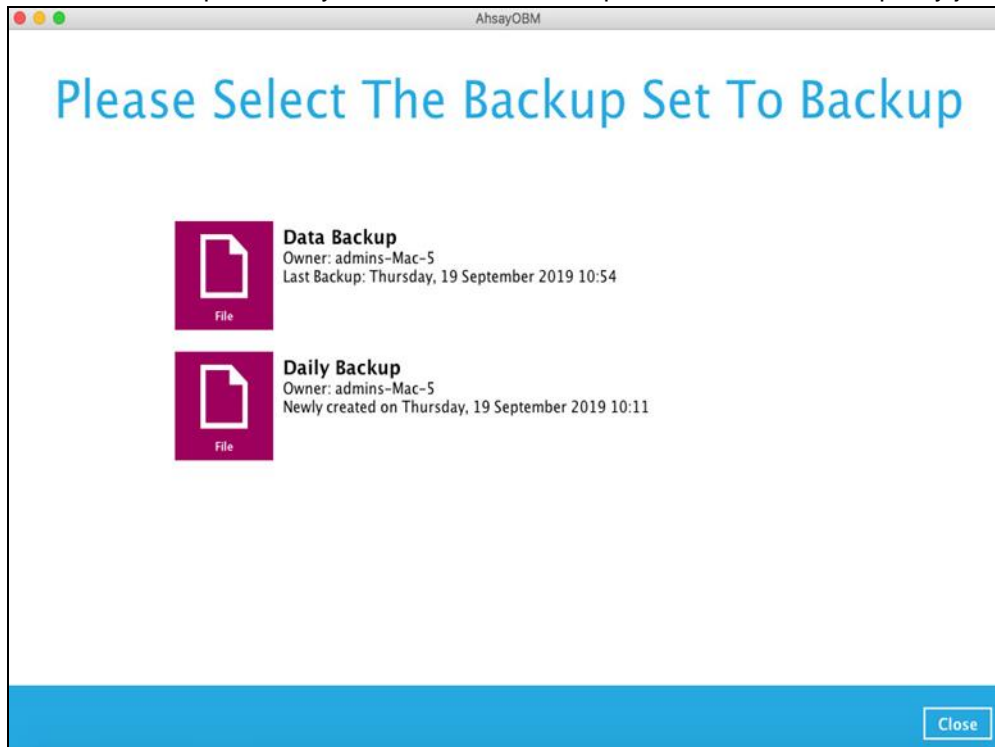 AhsayOBM
Please Select The Backup Set To Backup
Data Backup
Owner: admins-Mac-5
Last Backup: Thursday, 19 September 2019 10:54
File
Daily Backup
Owner: admins-Mac-5
Newly created on Thursday, 19 September 2019 10:11
File
Close